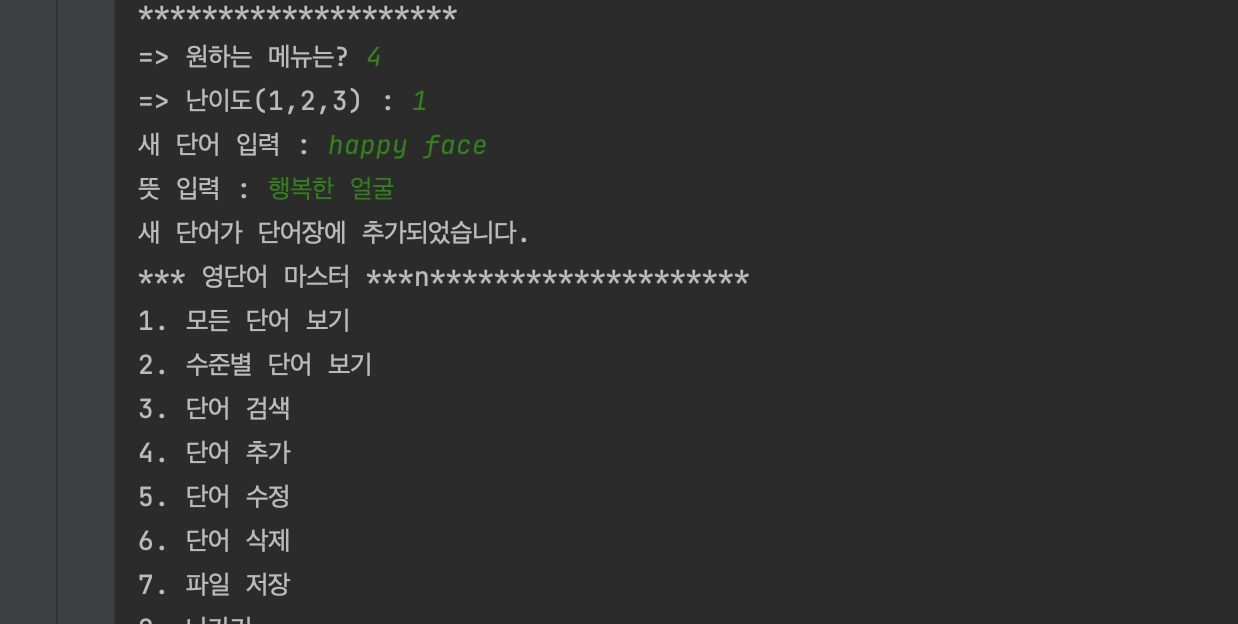 ********************
=> 원하는 메뉴는? 4
=> 난이도(1,2,3) : 1
새 단어 입력 : happy face
뜻 입력 : 행복한 얼굴
새 단어가 단어장에 추가되었습니다.
*** 영단어 마스터 ***n********************
1. 모든 단어 보기
2. 수준별 단어 보기
3. 단어 검색
4. 단어 추가
5. 단어 수정
6. 단어 삭제
7. 파일 저장